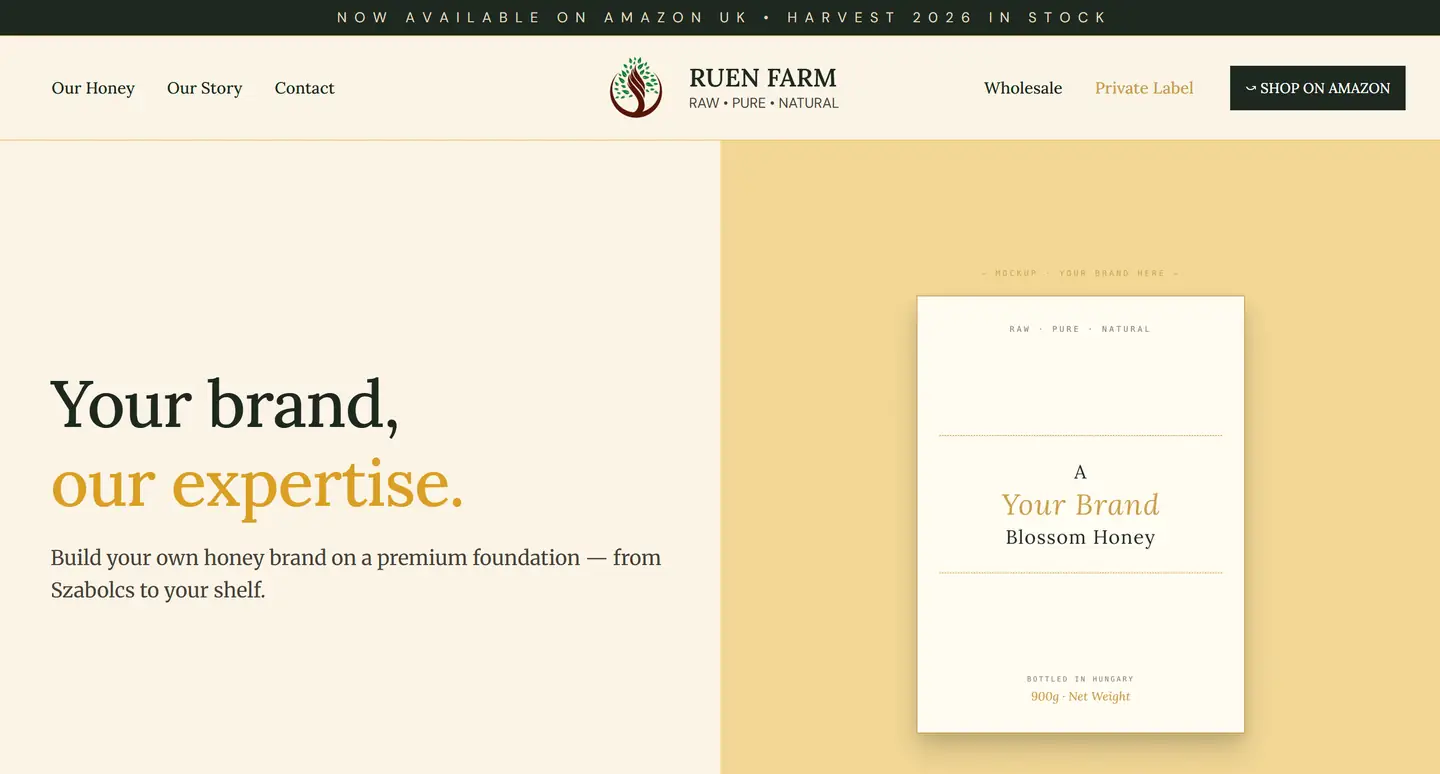 NOW AVAILABLE ON AMAZON UK • HARVEST 2026 IN STOCK
Our Honey
Our Story
Contact
RUEN FARM
RAW • PURE • NATURAL
Wholesale
Private Label
⤳ SHOP ON AMAZON
Your brand,
our expertise.
Build your own honey brand on a premium foundation — from
Szabolcs to your shelf.
— MOCKUP · YOUR BRAND HERE —
RAW · PURE · NATURAL
A
Your Brand
Blossom Honey
BOTTLED IN HUNGARY
900g · Net Weight